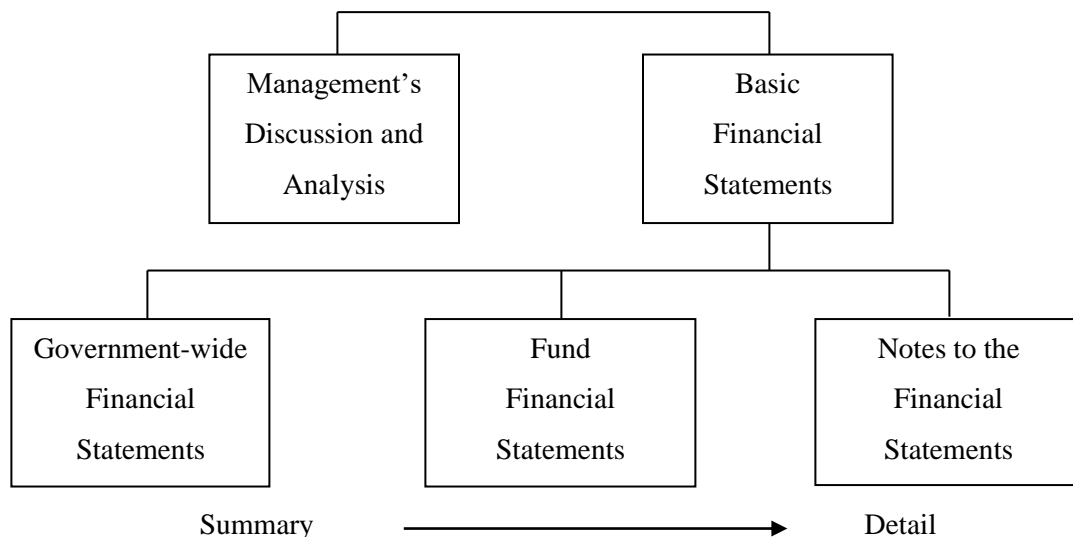 Management’s
Discussion and
Analysis
Basic
Financial
Statements
Government-wide
Financial
Statements
Fund
Financial
Statements
Notes to the
Financial
Statements
Summary
Detail